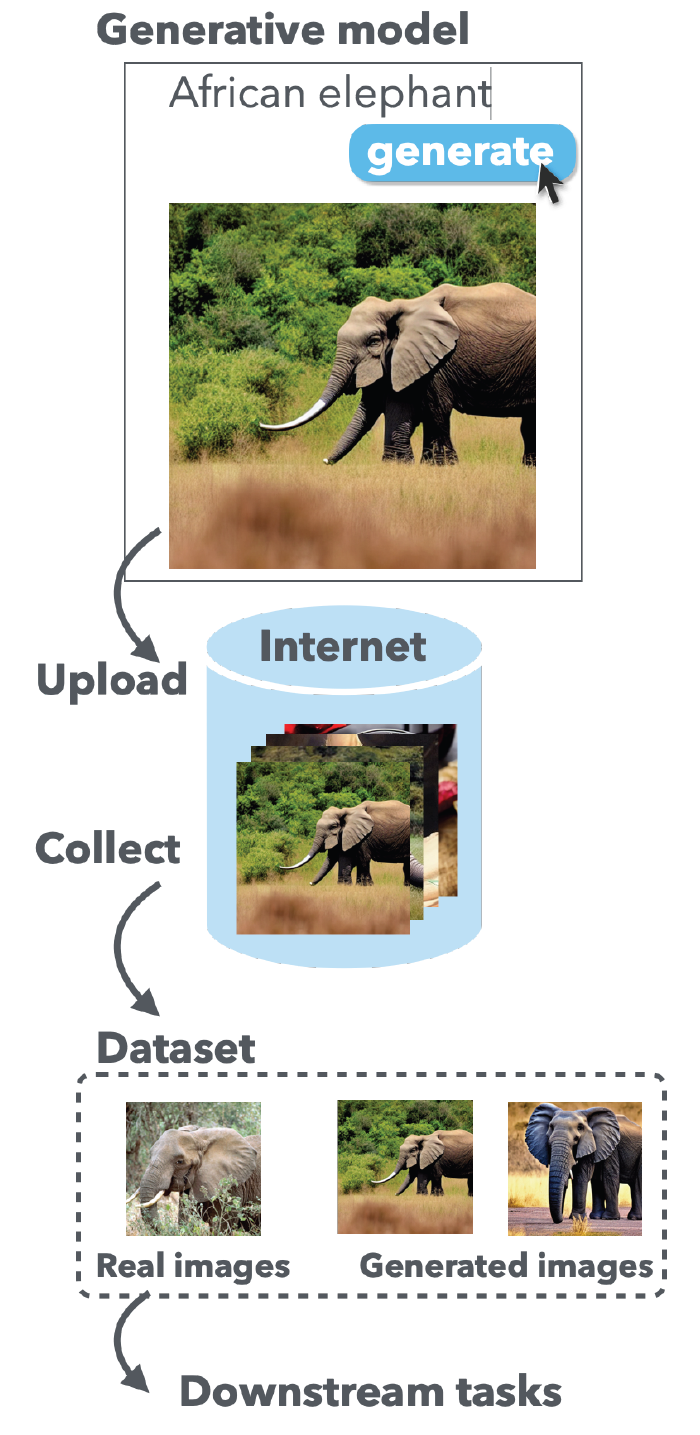 Generative model
African elephant
generate
Internet
Upload
Collect
Dataset
Real images
Generated images
Downstream tasks